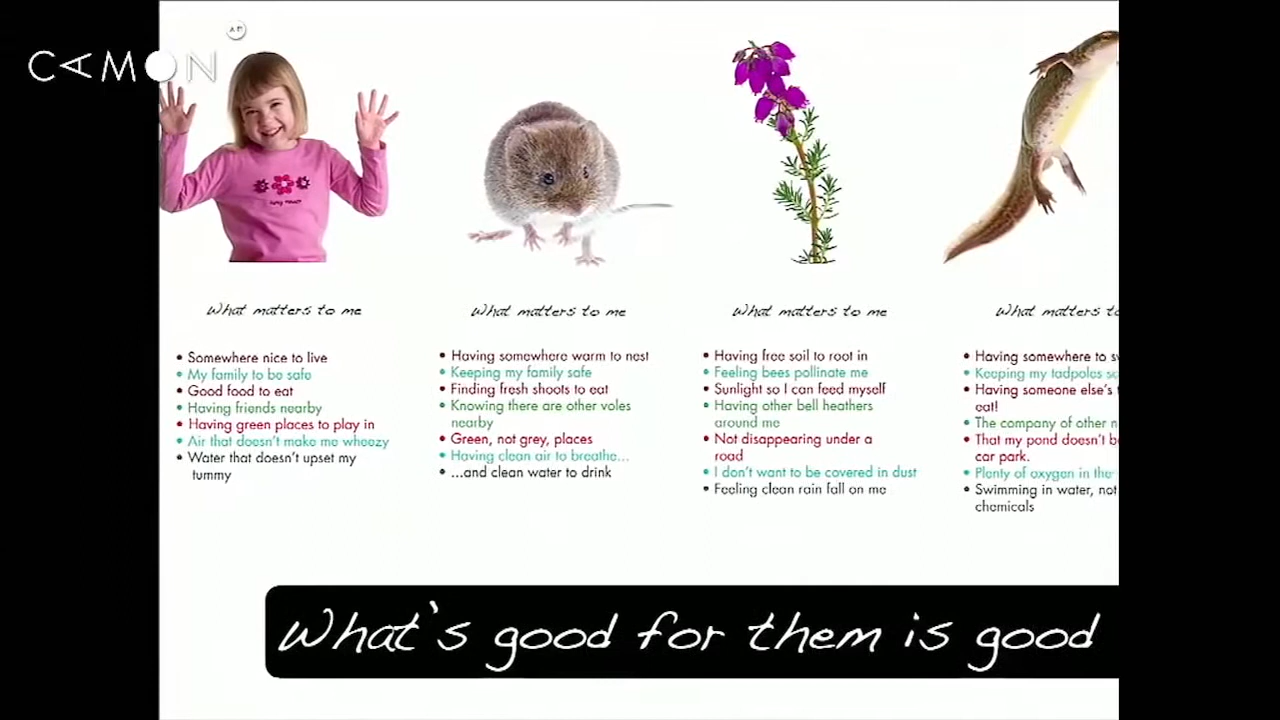 CAMON
What matters to me
• Somewhere nice to live
• My family to be safe
• Good food to eat
• Having friends nearby
• Having green places to play in
• Air that doesn't make me wheezy
• Water that doesn't upset my
tummy
What matters to me
• Having somewhere warm to nest
• Keeping my family safe
• Finding fresh shoots to eat
• Knowing there are other voles
nearby
• Green, not grey, places
• Having clean air to breathe...
• ...and clean water to drink
What matters to me
• Having free soil to root in
• Feeling bees pollinate me
• Sunlight so I can feed myself
• Having other bell heathers
around me
• Not disappearing under a
road
• I don't want to be covered in dust
• Feeling clean rain fall on me
What matters to
• Having somewhere to
• Keeping my tadpoles
• Having someone else's
eat!
• The company of other
• That my pond doesn't
car park.
• Plenty of oxygen in the
• Swimming in water, not
chemicals
What's good for them is good